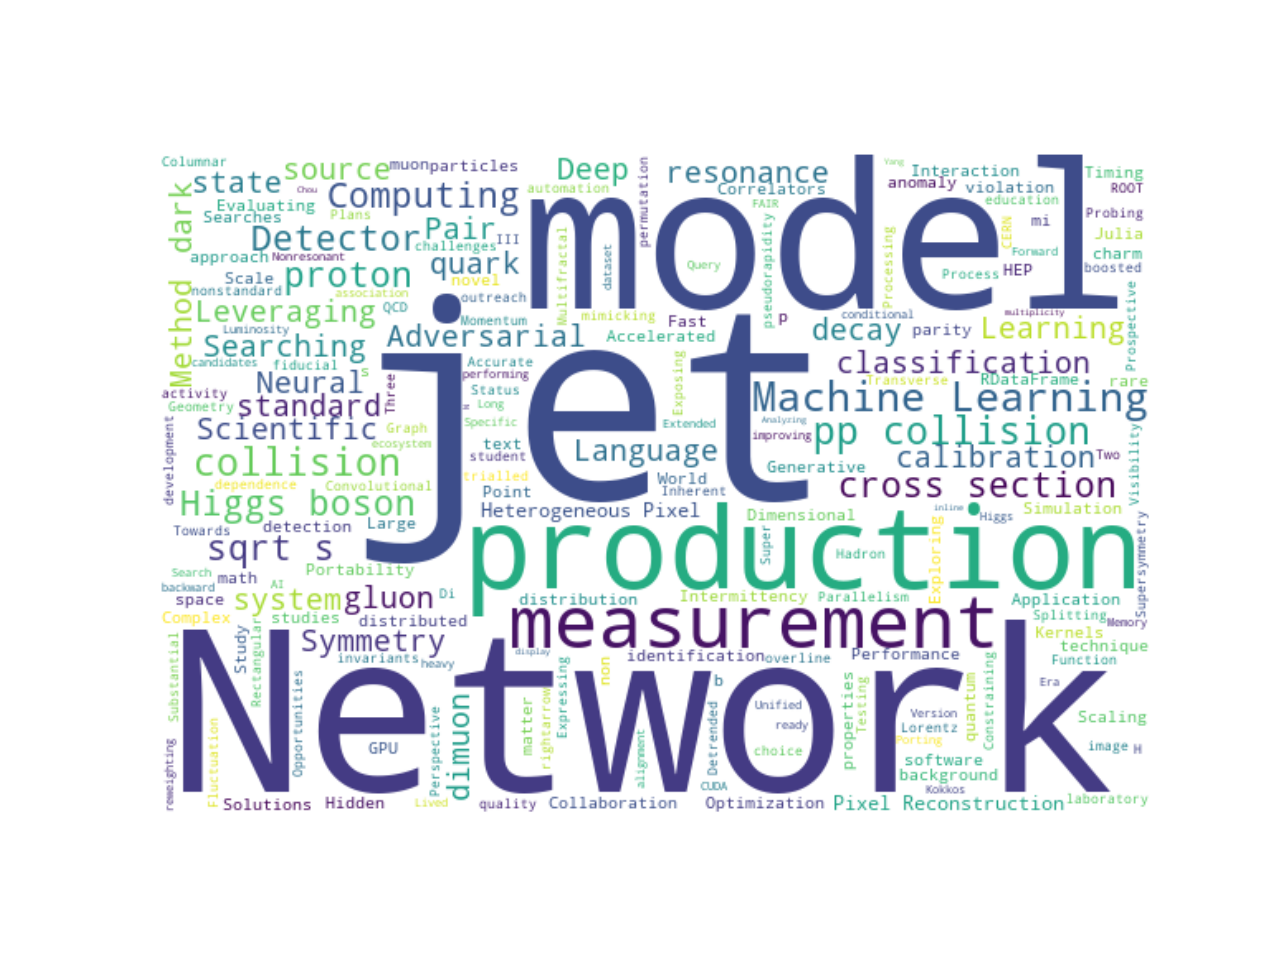 Columnar
source
muon
particles
Deep
resonance
Interaction
Timing
state
Chou
Computing
automation
permutation
Correlators
Yang
anomaly
violation
ROOT
Evaluating
Searches
Plans
Pair
FAIR
education
Probing
Method dark
Detector
challenges
III
model
CERN
mi
Julia
approach
Nonresonant
quark
Multifractal
dataset
Query
pseudorapidity
Processing
Forward
charm
Scale
proton
novel
Process
HEP
boosted
nonstandard
association
outreach
Leveraging
QCD
mimicking
conditional
multiplicity
Prospective
Luminosity
Momentum
Fast
p
Searching
Adversarial
Accelerated
decay
parity
Learning
candidates
fiducial
s
jet
Accurate
Exposing
classification
activity
Neural
Three
performing
Transverse
RDataFrame
rare
Geometry
standard
Status
Long
Machine Learning
development
Scientific
Graph
Specific
Extended
Analyzing
ecosystem
text
student
Language
improving
pp collision
collision
calibration
Two
Visibility
dependence
Convolutional
trialled
World
Generative
Higgs boson
Point
Inherent
cross section
Large
Heterogeneous Pixel
Dimensional
inline
Higgs
Simulation
Towards
detection
production
sqrt s
Super
Hadron
Exploring
Supersymmetry
Search
Portability
backward
math
AI
space
system
gluon
Di
distribution
Intermittency
Parallelism
Application
Complex
studies
distributed
measurement
Splitting
Memory
Substantial
Study
Rectangular
Symmetry
Kernels
technique
invariants
heavy
display
identification
overline
Performance
Function
Network
Opportunities
Expressing
non
b
properties
Testing
quantum
Constraining
Era
reweighting
Fluctuation
GPU
Perspective
dimuon
matter
rightarrow
alignment
Detrended
Unified
ready
choice
Version
Lorentz
Porting
Scaling
image
H
software
background
CUDA
Kokkos
Solutions
Hidden
Lived
quality
Collaboration
Optimization
Pixel Reconstruction
laboratory